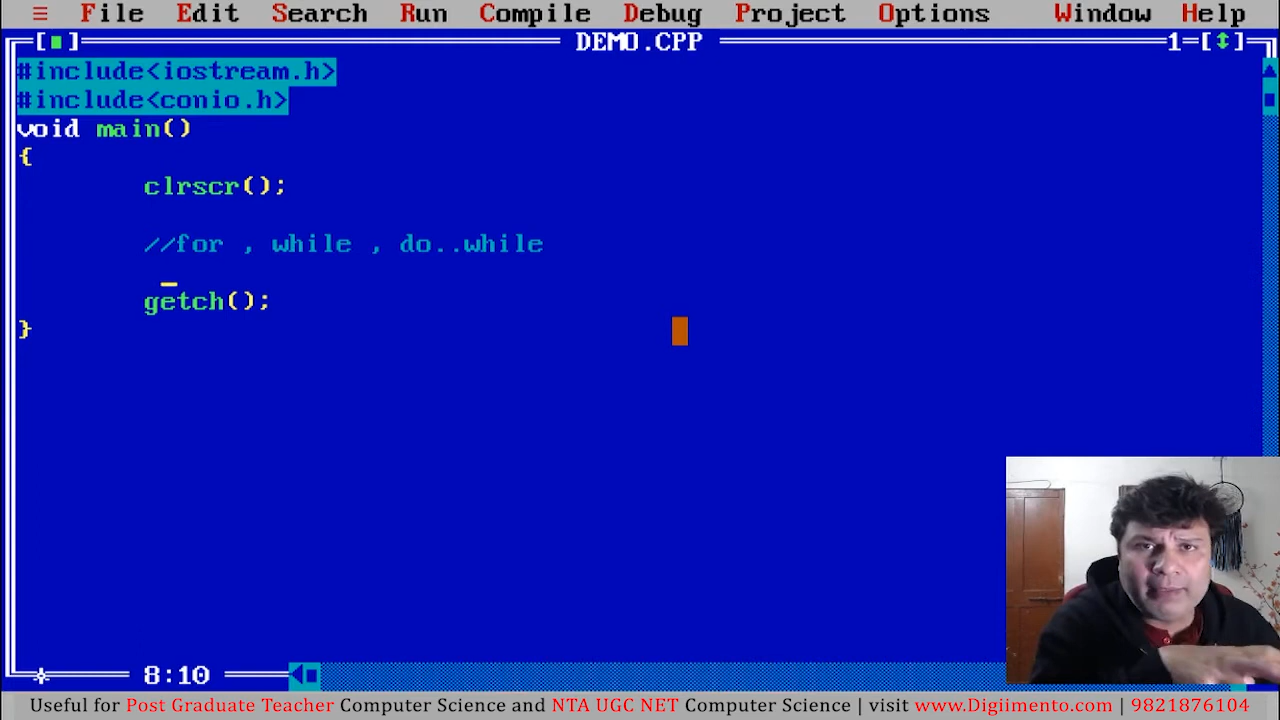 ≡ File Edit Search Run Compile Debug Project Options Window Help
[■] DEMO.CPP 1=[↕]
#include<iostream.h>
#include<conio.h>
void main()
{
clrscr();
//for , while , do..while
_
getch();
}
8:10
Useful for Post Graduate Teacher Computer Science and NTA UGC NET Computer Science | visit www.Digiimento.com | 9821876104